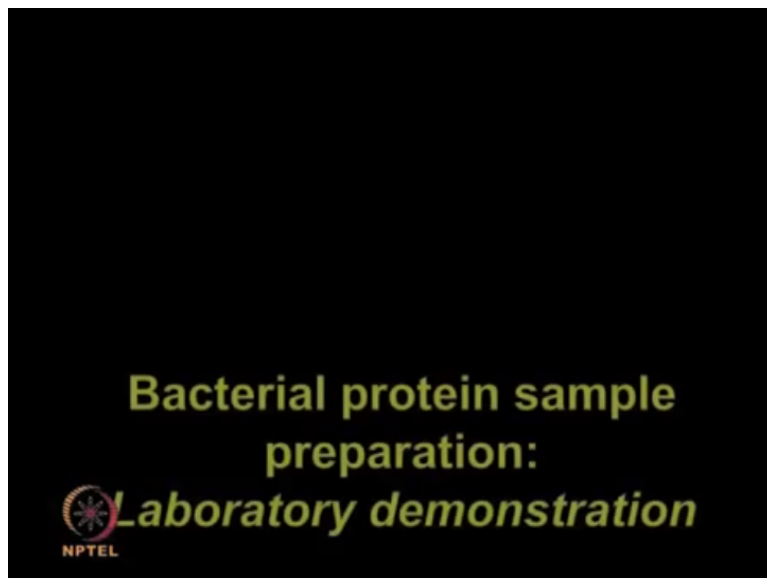 Bacterial protein sample
preparation:
Laboratory demonstration
NPTEL